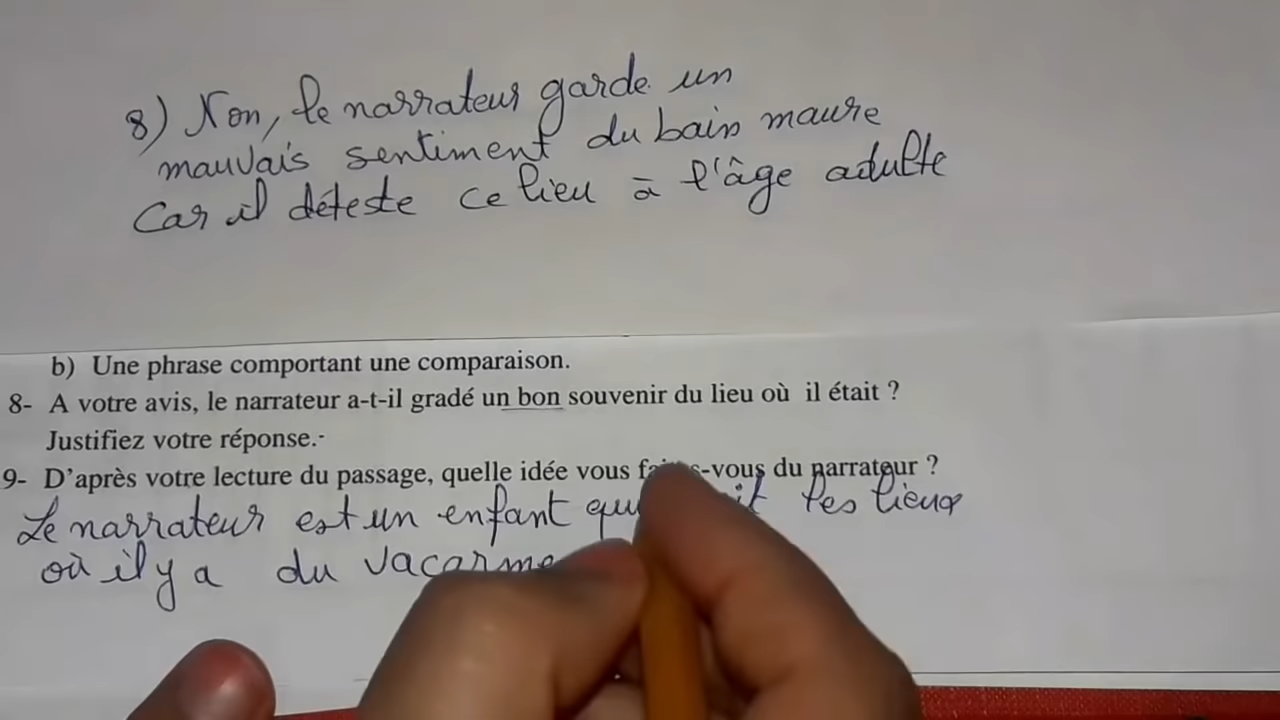 8) Non, le narrateur garde un
mauvais sentiment du bain maure
Car il déteste ce lieu à l'âge adulte
b) Une phrase comportant une comparaison.
8- A votre avis, le narrateur a-t-il gradé un bon souvenir du lieu où il était ?
Justifiez votre réponse.-
9- D'après votre lecture du passage, quelle idée vous faites-vous du narrateur ?
Le narrateur est un enfant les lieux
où il y a du vacarme